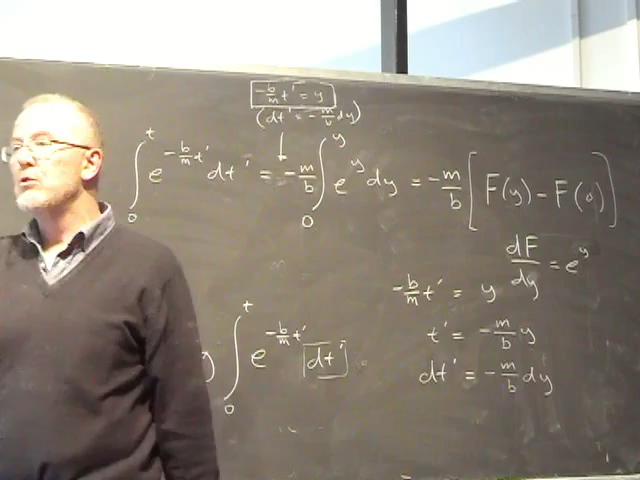 -b/m t' = y
(dt' = -m/b dy)
∫₀ᵗ e^(-b/m t') dt' = -m/b ∫₀ʸ e^y dy = -m/b [F(y) - F(0)]
dF/dy = e^y
-b/m t' = y
t' = -m/b y
∫₀ᵗ e^(-b/m t') dt'
dt' = -m/b dy